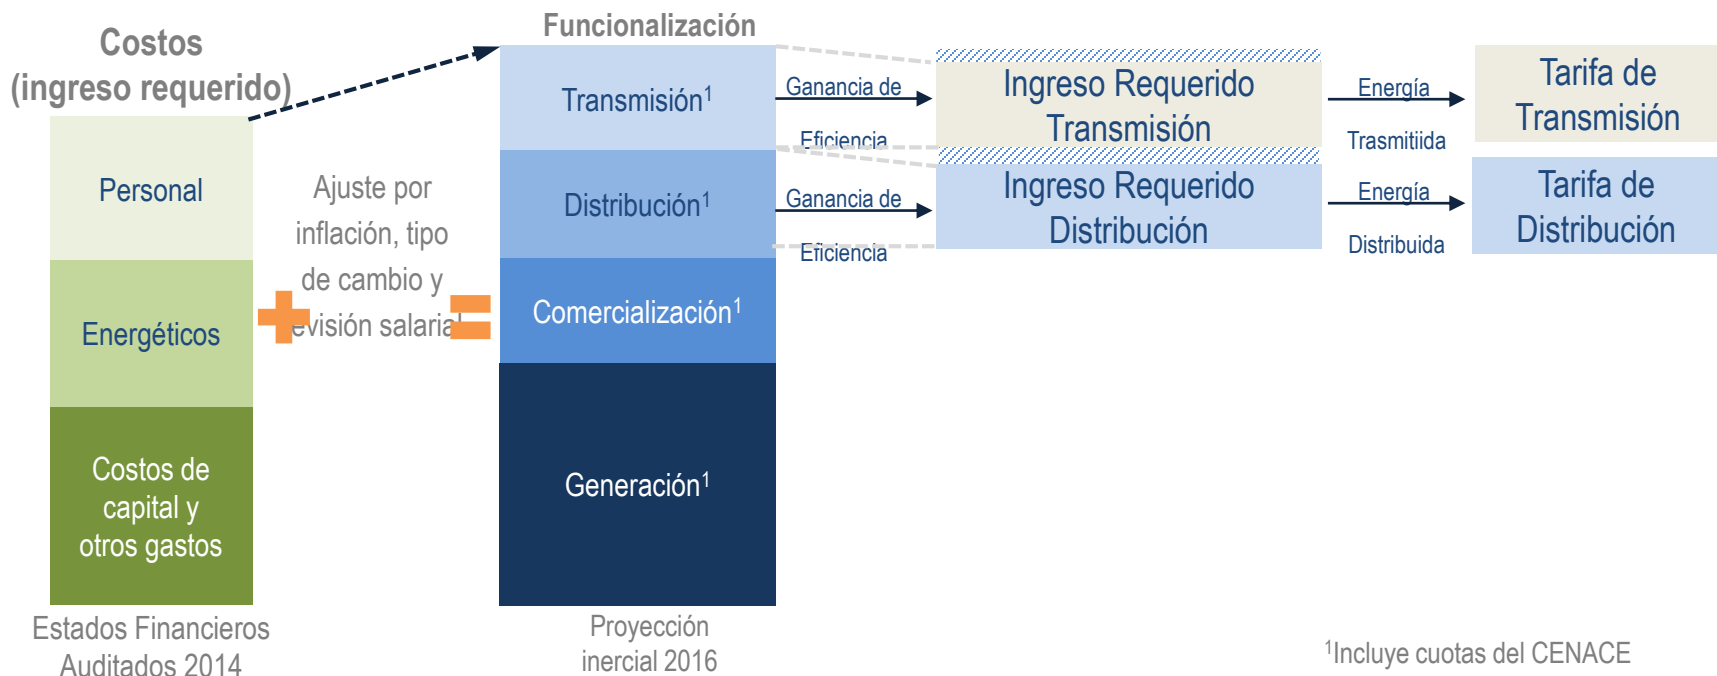 Costos
(ingreso requerido)
Personal
Energéticos
Costos de
capital y
otros gastos
Estados Financieros
Auditados 2014
Ajuste por
inflación, tipo
de cambio y
evisión salarial
Funcionalización
Transmisión¹
Distribución¹
Comercialización¹
Generación¹
Proyección
inercial 2016
Ganancia de
Eficiencia
Ganancia de
Eficiencia
Ingreso Requerido
Transmisión
Ingreso Requerido
Distribución
Energía
Trasmitiida
Energía
Distribuida
Tarifa de
Transmisión
Tarifa de
Distribución
¹Incluye cuotas del CENACE